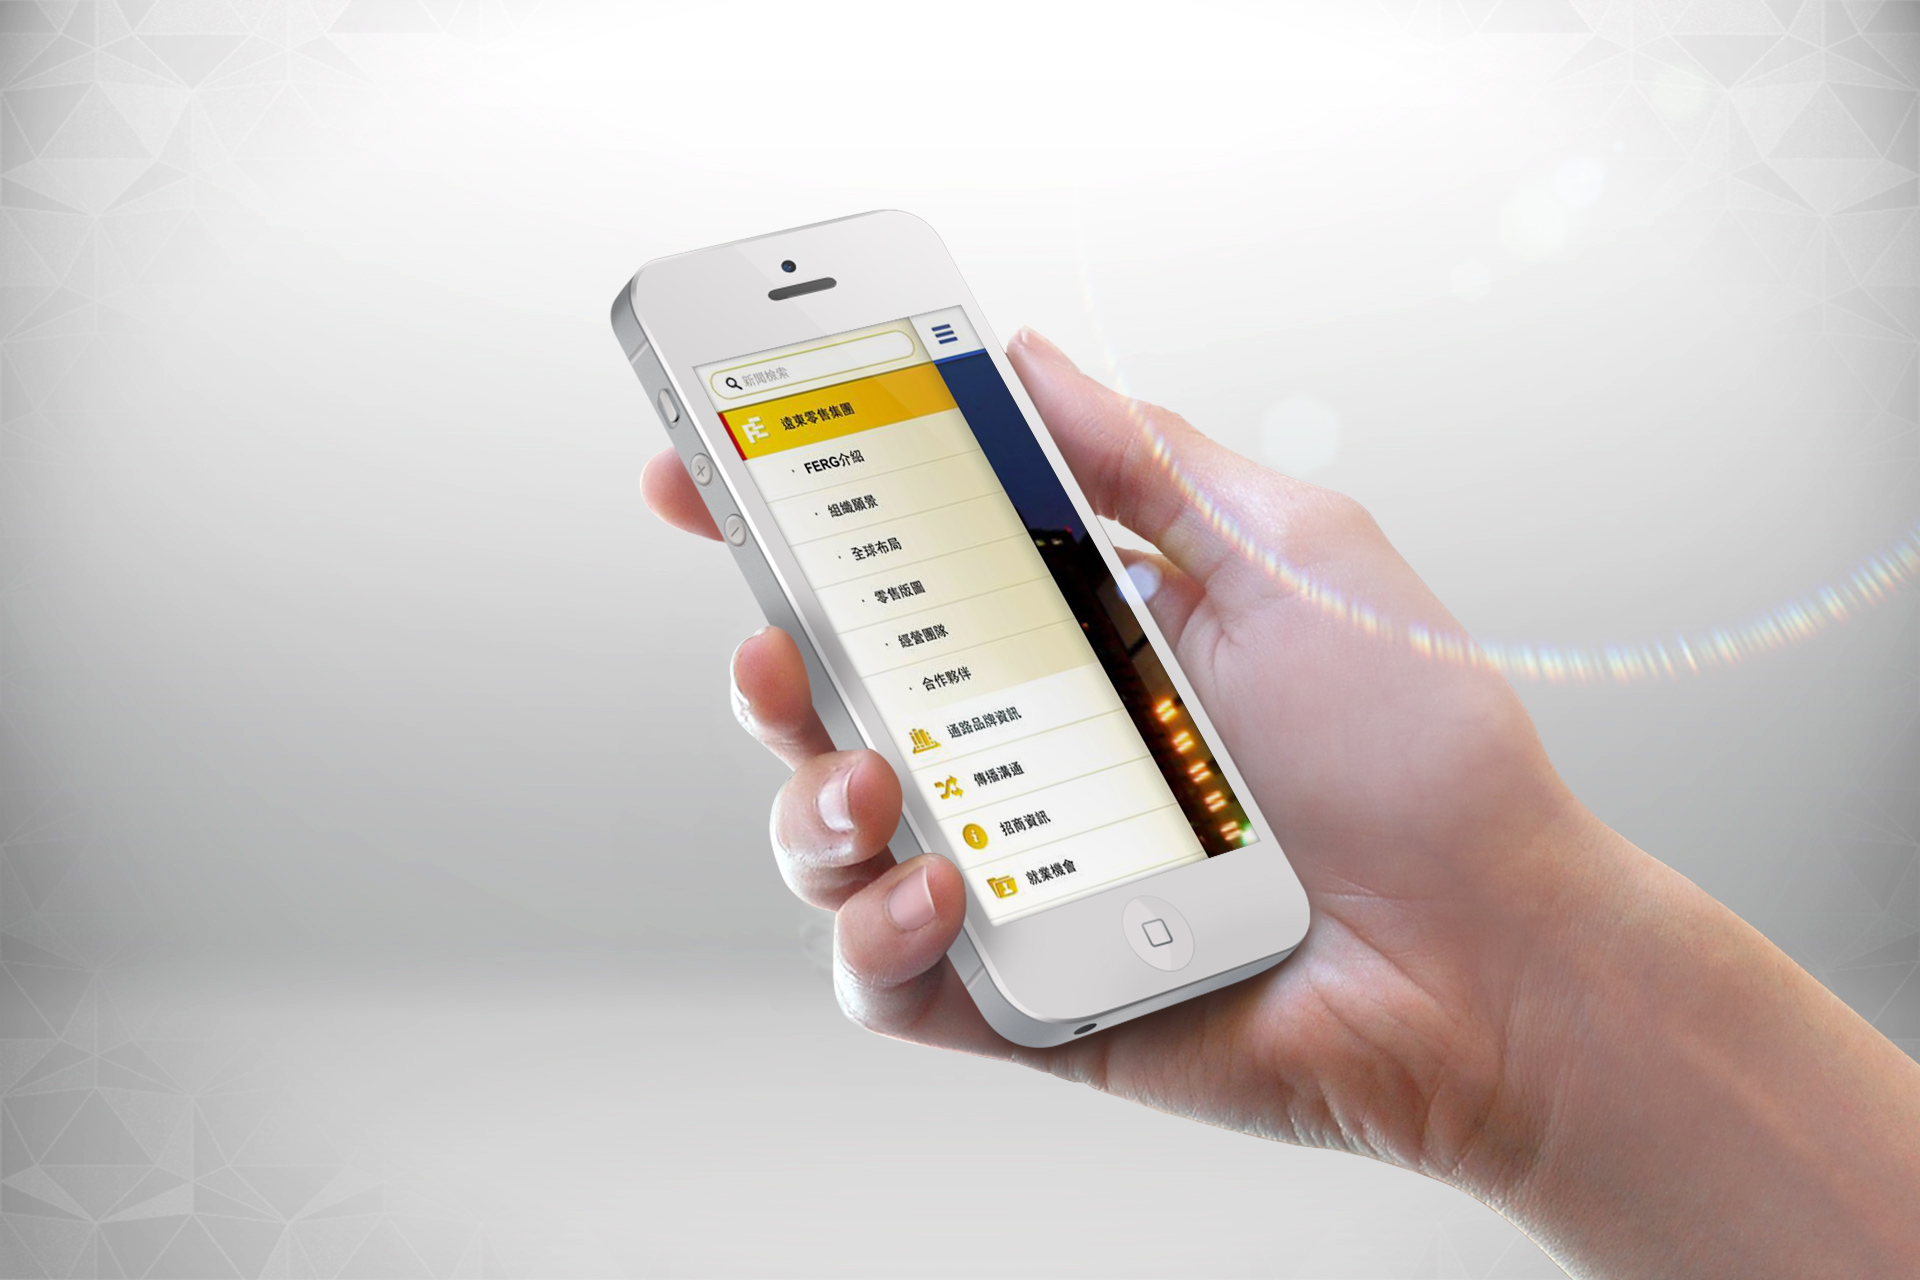 新聞檢索
遠東零售集團
· FERG介紹
· 組織願景
· 全球布局
· 零售版圖
· 經營團隊
· 合作夥伴
通路品牌資訊
傳播溝通
招商資訊
就業機會